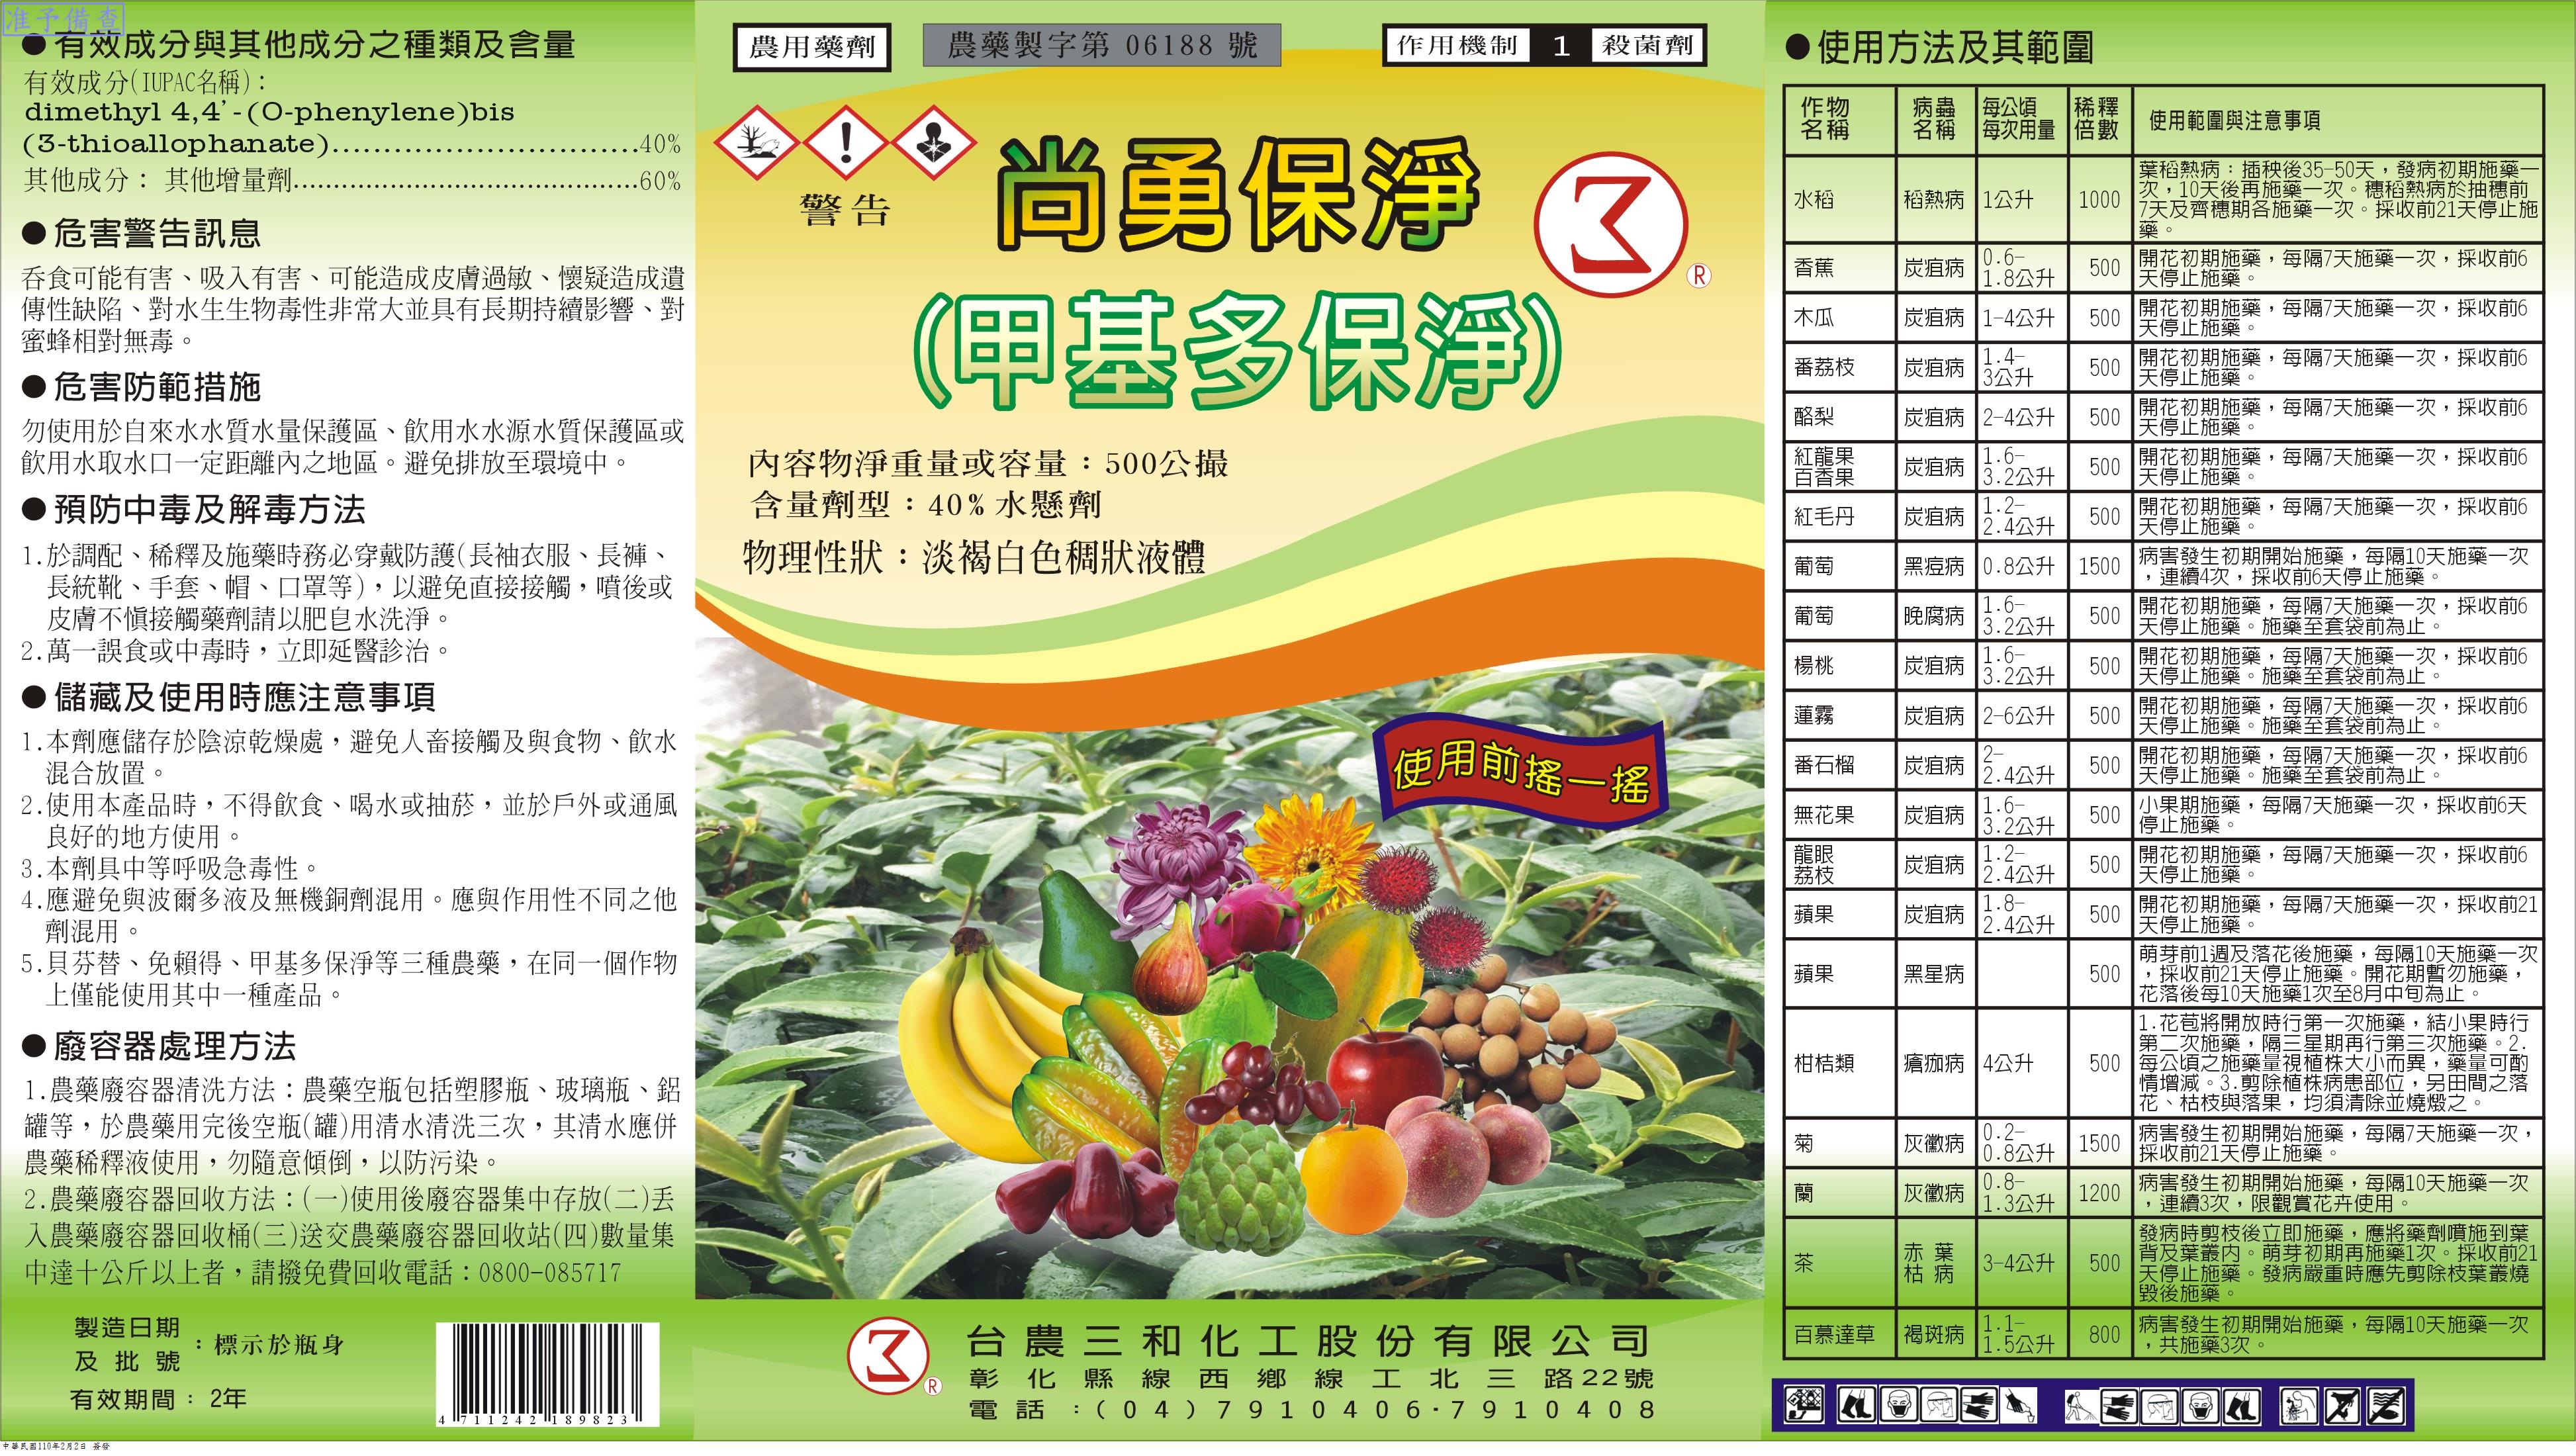 准予備查
●有效成分與其他成分之種類及含量
有效成分(IUPAC名稱)：
dimethyl 4,4'-(O-phenylene)bis
(3-thioallophanate)..............................40%
其他成分： 其他增量劑..........................................60%
●危害警告訊息
吞食可能有害、吸入有害、可能造成皮膚過敏、懷疑造成遺
傳性缺陷、對水生生物毒性非常大並具有長期持續影響、對
蜜蜂相對無毒。
●危害防範措施
勿使用於自來水水質水量保護區、飲用水水源水質保護區或
飲用水取水口一定距離內之地區。避免排放至環境中。
●預防中毒及解毒方法
1.於調配、稀釋及施藥時務必穿戴防護(長袖衣服、長褲、
長統靴、手套、帽、口罩等)，以避免直接接觸，噴後或
皮膚不慎接觸藥劑請以肥皂水洗淨。
2.萬一誤食或中毒時，立即延醫診治。
●儲藏及使用時應注意事項
1.本劑應儲存於陰涼乾燥處，避免人畜接觸及與食物、飲水
混合放置。
2.使用本產品時，不得飲食、喝水或抽菸，並於戶外或通風
良好的地方使用。
3.本劑具中等呼吸急毒性。
4.應避免與波爾多液及無機銅劑混用。應與作用性不同之他
劑混用。
5.貝芬替、免賴得、甲基多保淨等三種農藥，在同一個作物
上僅能使用其中一種產品。
●廢容器處理方法
1.農藥廢容器清洗方法：農藥空瓶包括塑膠瓶、玻璃瓶、鋁
罐等，於農藥用完後空瓶(罐)用清水清洗三次，其清水應併
農藥稀釋液使用，勿隨意傾倒，以防污染。
2.農藥廢容器回收方法：(一)使用後廢容器集中存放(二)丟
入農藥廢容器回收桶(三)送交農藥廢容器回收站(四)數量集
中達十公斤以上者，請撥免費回收電話：0800-085717
製造日期
及 批 號
：標示於瓶身
有效期間：2年
4 711242 189823
中華民國110年2月2日 簽發
農用藥劑
農藥製字第 06188 號
作用機制 1 殺菌劑
警告
尚勇保淨
®
(甲基多保淨)
內容物淨重量或容量：500公撮
含量劑型：40% 水懸劑
物理性狀：淡褐白色稠狀液體
使用前搖一搖
®
台農三和化工股份有限公司
彰化縣線西鄉線工北三路22號
電話：(04)7910406·7910408
●使用方法及其範圍
作物名稱 病蟲名稱 每公頃每次用量 稀釋倍數 使用範圍與注意事項
水稻 稻熱病 1公升 1000
葉稻熱病：插秧後35-50天，發病初期施藥一
次，10天後再施藥一次。穗稻熱病於抽穗前
7天及齊穗期各施藥一次。採收前21天停止施
藥。
香蕉 炭疽病 0.6-1.8公升 500
開花初期施藥，每隔7天施藥一次，採收前6
天停止施藥。
木瓜 炭疽病 1-4公升 500
開花初期施藥，每隔7天施藥一次，採收前6
天停止施藥。
番荔枝 炭疽病 1.4-3公升 500
開花初期施藥，每隔7天施藥一次，採收前6
天停止施藥。
酪梨 炭疽病 2-4公升 500
開花初期施藥，每隔7天施藥一次，採收前6
天停止施藥。
紅龍果百香果 炭疽病 1.6-3.2公升 500
開花初期施藥，每隔7天施藥一次，採收前6
天停止施藥。
紅毛丹 炭疽病 1.2-2.4公升 500
開花初期施藥，每隔7天施藥一次，採收前6
天停止施藥。
葡萄 黑痘病 0.8公升 1500
病害發生初期開始施藥，每隔10天施藥一次
，連續4次，採收前6天停止施藥。
葡萄 晚腐病 1.6-3.2公升 500
開花初期施藥，每隔7天施藥一次，採收前6
天停止施藥。施藥至套袋前為止。
楊桃 炭疽病 1.6-3.2公升 500
開花初期施藥，每隔7天施藥一次，採收前6
天停止施藥。施藥至套袋前為止。
蓮霧 炭疽病 2-6公升 500
開花初期施藥，每隔7天施藥一次，採收前6
天停止施藥。施藥至套袋前為止。
番石榴 炭疽病 2-2.4公升 500
開花初期施藥，每隔7天施藥一次，採收前6
天停止施藥。施藥至套袋前為止。
無花果 炭疽病 1.6-3.2公升 500
小果期施藥，每隔7天施藥一次，採收前6天
停止施藥。
龍眼荔枝 炭疽病 1.2-2.4公升 500
開花初期施藥，每隔7天施藥一次，採收前6
天停止施藥。
蘋果 炭疽病 1.8-2.4公升 500
開花初期施藥，每隔7天施藥一次，採收前21
天停止施藥。
蘋果 黑星病 500
萌芽前1週及落花後施藥，每隔10天施藥一次
，採收前21天停止施藥。開花期暫勿施藥，
花落後每10天施藥1次至8月中旬為止。
柑桔類 瘡痂病 4公升 500
1.花苞將開放時行第一次施藥，結小果時行
第二次施藥，隔三星期再行第三次施藥。2.
每公頃之施藥量視植株大小而異，藥量可酌
情增減。3.剪除植株病患部位，另田間之落
花、枯枝與落果，均須清除並燒燬之。
菊 灰黴病 0.2-0.8公升 1500
病害發生初期開始施藥，每隔7天施藥一次，
採收前21天停止施藥。
蘭 灰黴病 0.8-1.3公升 1200
病害發生初期開始施藥，每隔10天施藥一次
，連續3次，限觀賞花卉使用。
茶 赤葉枯病 3-4公升 500
發病時剪枝後立即施藥，應將藥劑噴施到葉
背及葉叢內。萌芽初期再施藥1次。採收前21
天停止施藥。發病嚴重時應先剪除枝葉叢燒
毀後施藥。
百慕達草 褐斑病 1.1-1.5公升 800
病害發生初期開始施藥，每隔10天施藥一次
，共施藥3次。